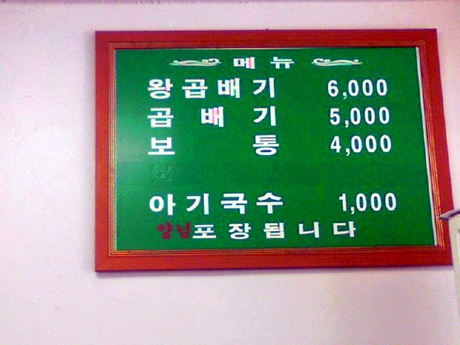 메뉴
왕곱배기 6,000
곱배기 5,000
보통 4,000
아기국수 1,000
양념포장됩니다